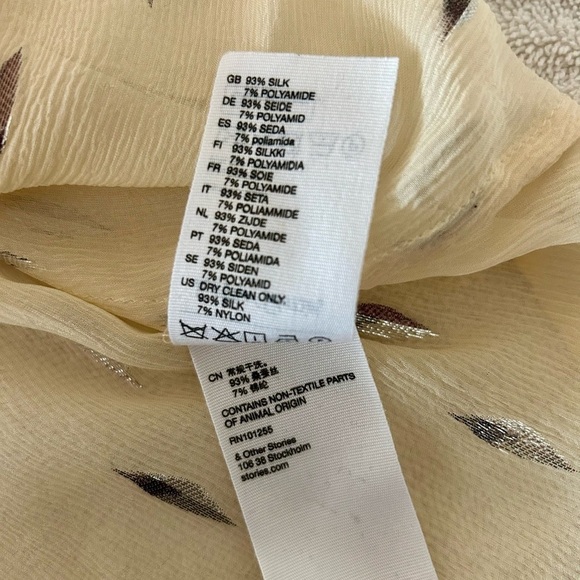 GB 93% SILK
7% POLYAMIDE
DE 93% SEIDE
7% POLYAMID
ES 93% SEDA
7% poliamida
FI 93% SILKKI
7% POLYAMIDIA
FR 93% SOIE
7% POLYAMIDE
IT 93% SETA
7% POLIAMMIDE
NL 93% ZIJDE
7% POLYAMIDE
PT 93% SEDA
7% POLIAMIDA
SE 93% SIDEN
7% POLYAMID
US DRY CLEAN ONLY.
93% SILK
7% NYLON
CN 常规干洗。
93% 桑蚕丝
7% 锦纶
CONTAINS NON-TEXTILE PARTS
OF ANIMAL ORIGIN
RN101255
& Other Stories
106 38 Stockholm
stories.com